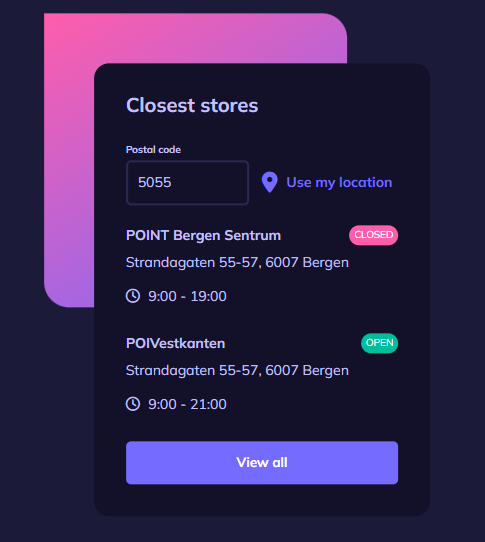 Closest stores
Postal code
5055
Use my location
POINT Bergen Sentrum
CLOSED
Strandagaten 55-57, 6007 Bergen
9:00 - 19:00
POIVestkanten
OPEN
Strandagaten 55-57, 6007 Bergen
9:00 - 21:00
View all